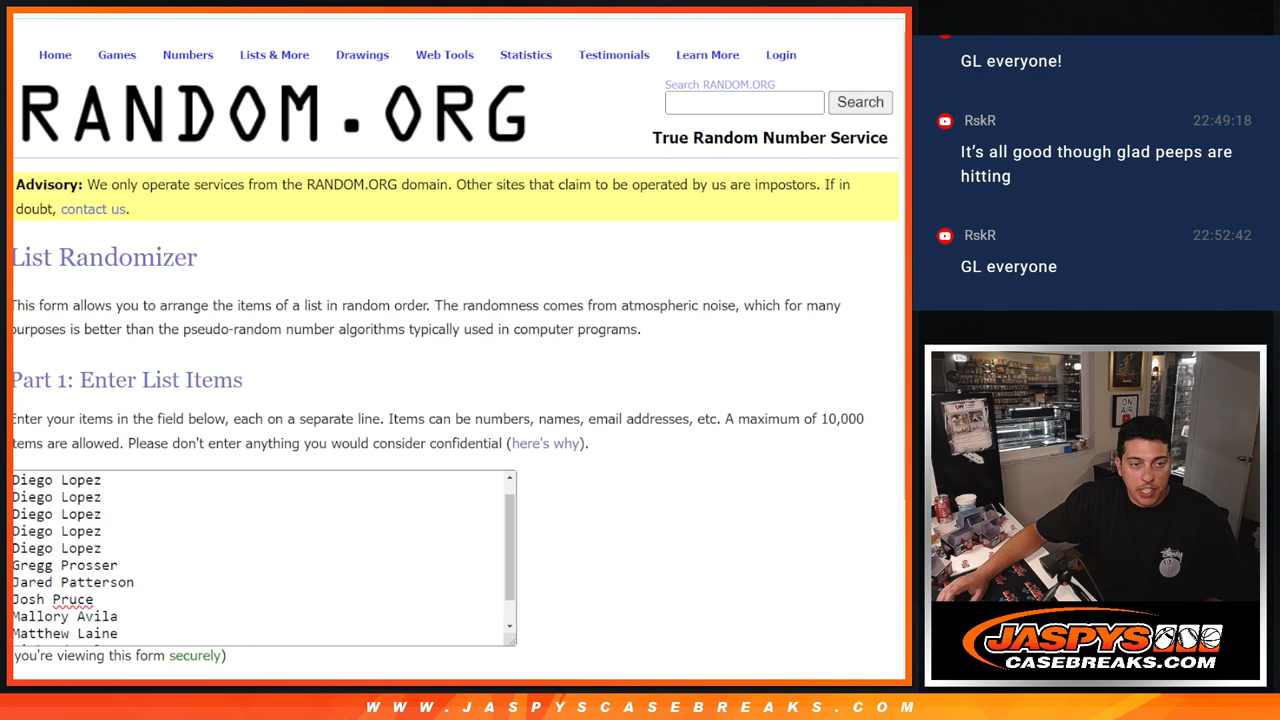 Home Games Numbers Lists & More Drawings Web Tools Statistics Testimonials Learn More Login
RANDOM.ORG
Search RANDOM.ORG
Search
True Random Number Service
Advisory: We only operate services from the RANDOM.ORG domain. Other sites that claim to be operated by us are impostors. If in
doubt, contact us.
List Randomizer
This form allows you to arrange the items of a list in random order. The randomness comes from atmospheric noise, which for many
purposes is better than the pseudo-random number algorithms typically used in computer programs.
Part 1: Enter List Items
Enter your items in the field below, each on a separate line. Items can be numbers, names, email addresses, etc. A maximum of 10,000
items are allowed. Please don't enter anything you would consider confidential (here's why).
Diego Lopez
Diego Lopez
Diego Lopez
Diego Lopez
Diego Lopez
Gregg Prosser
Jared Patterson
Josh Pruce
Mallory Avila
Matthew Laine
you're viewing this form securely)
GL everyone!
RskR 22:49:18
It's all good though glad peeps are
hitting
RskR 22:52:42
GL everyone
ON
AIR
JASPYS
CASEBREAKS.COM
WWW.JASPYSCASEBREAKS.COM